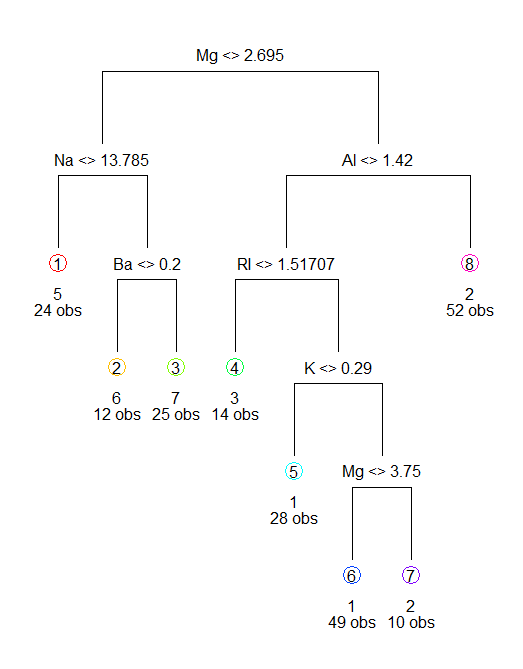 Mg <> 2.695
Na <> 13.785
Al <> 1.42
1
5
24 obs
Ba <> 0.2
RI <> 1.51707
8
2
52 obs
2
6
12 obs
3
7
25 obs
4
3
14 obs
K <> 0.29
5
1
28 obs
Mg <> 3.75
6
1
49 obs
7
2
10 obs